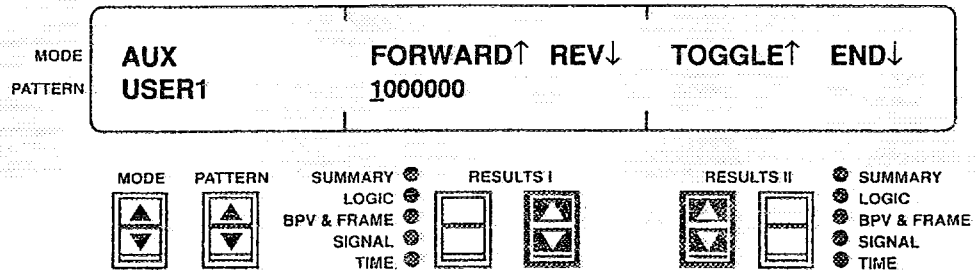 MODE AUX FORWARD↑ REV↓ TOGGLE↑ END↓
PATTERN USER1 1000000
MODE PATTERN SUMMARY RESULTS I RESULTS II SUMMARY
LOGIC LOGIC
BPV & FRAME BPV & FRAME
SIGNAL SIGNAL
TIME TIME